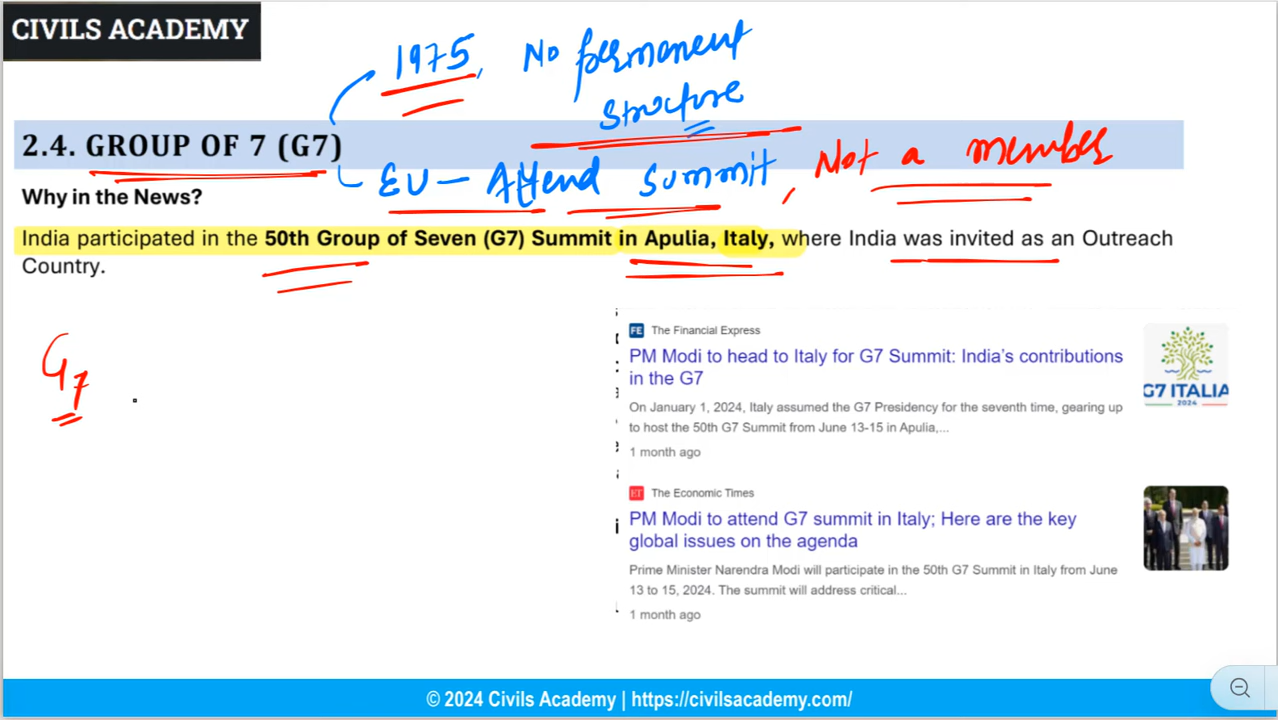 CIVILS ACADEMY
1975, No permanent
structure
2.4. GROUP OF 7 (G7)
EU - Attend Summit, Not a member
Why in the News?
India participated in the 50th Group of Seven (G7) Summit in Apulia, Italy, where India was invited as an Outreach
Country.
G7
FE The Financial Express
PM Modi to head to Italy for G7 Summit: India's contributions
in the G7
On January 1, 2024, Italy assumed the G7 Presidency for the seventh time, gearing up
to host the 50th G7 Summit from June 13-15 in Apulia,...
1 month ago
G7 ITALIA
2024
ET The Economic Times
PM Modi to attend G7 summit in Italy; Here are the key
global issues on the agenda
Prime Minister Narendra Modi will participate in the 50th G7 Summit in Italy from June
13 to 15, 2024. The summit will address critical...
1 month ago
© 2024 Civils Academy | https://civilsacademy.com/